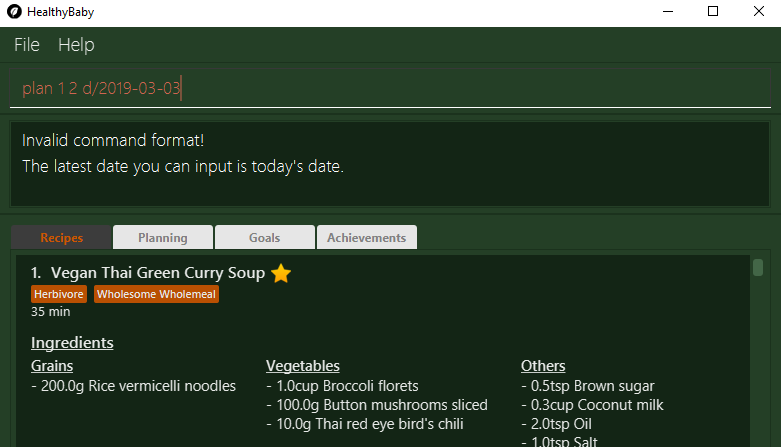 HealthyBaby
File Help
plan 1 2 d/2019-03-03
Invalid command format!
The latest date you can input is today's date.
Recipes Planning Goals Achievements
1. Vegan Thai Green Curry Soup
Herbivore Wholesome Wholemeal
35 min
Ingredients
Grains Vegetables Others
- 200.0g Rice vermicelli noodles - 1.0cup Broccoli florets - 0.5tsp Brown sugar
- 100.0g Button mushrooms sliced - 0.3cup Coconut milk
- 10.0g Thai red eye bird's chili - 2.0tsp Oil
- 1.0tsp Salt